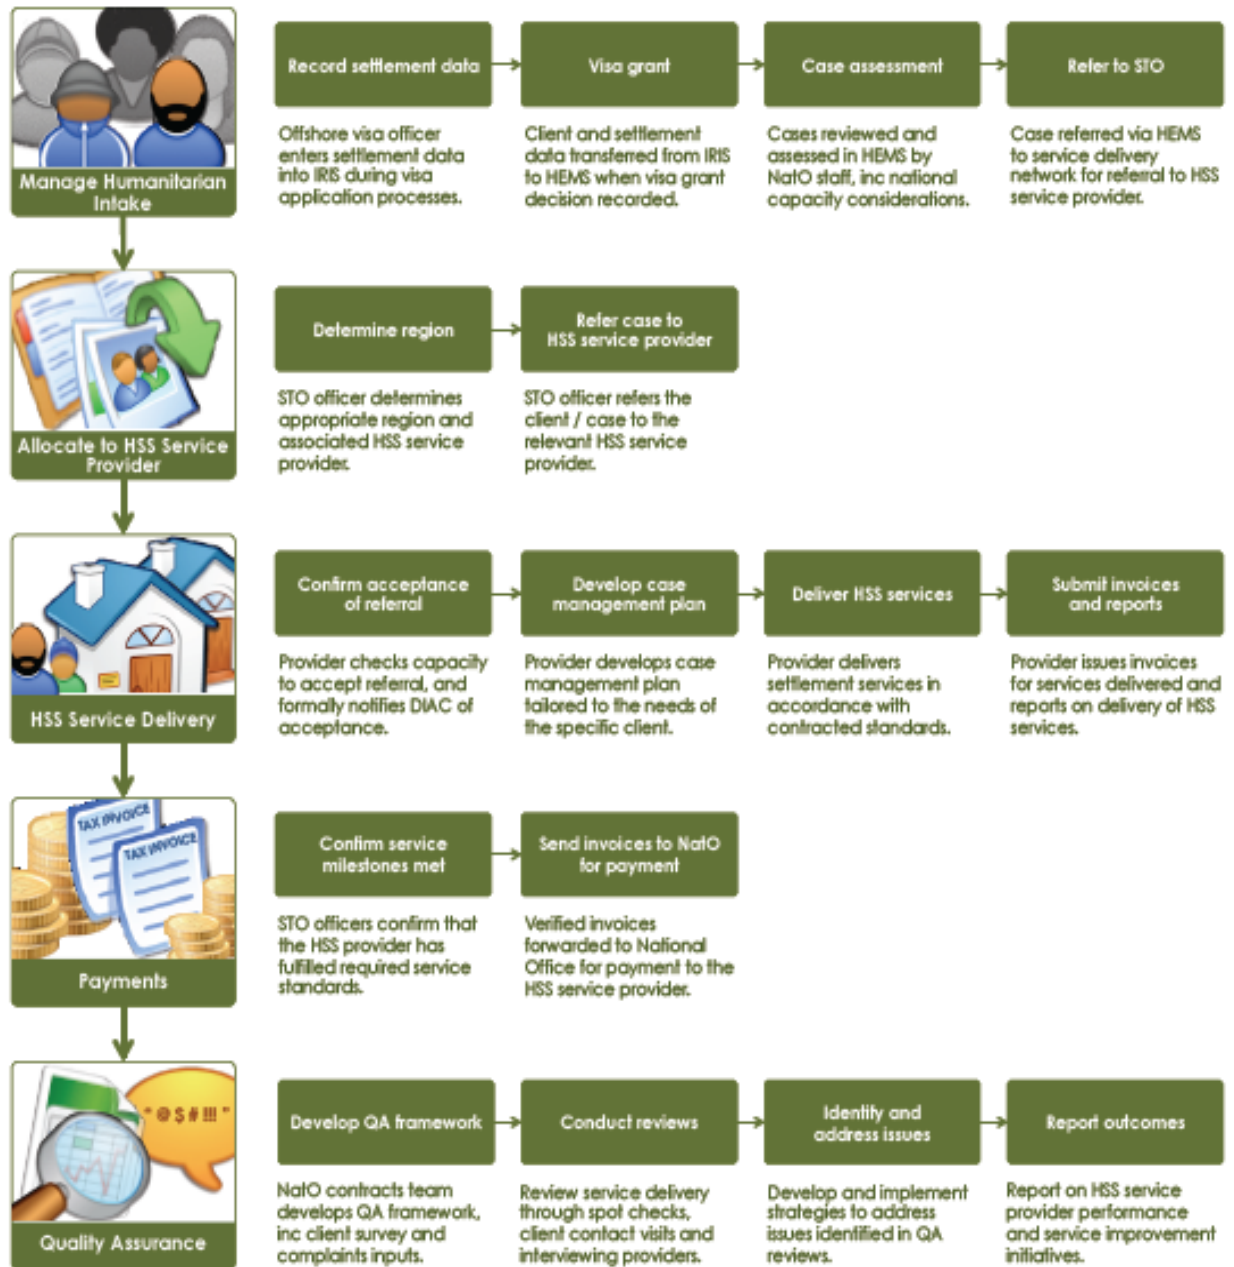 Manage Humanitarian
Intake
Record settlement data
Offshore visa officer
enters settlement data
into IRIS during visa
application processes.
Visa grant
Client and settlement
data transferred from IRIS
to HEMS when visa grant
decision recorded.
Case assessment
Cases reviewed and
assessed in HEMS by
NatO staff, inc national
capacity considerations.
Refer to STO
Case referred via HEMS
to service delivery
network for referral to HSS
service provider.
Allocate to HSS Service
Provider
Determine region
STO officer determines
appropriate region and
associated HSS service
provider.
Refer case to
HSS service provider
STO officer refers the
client / case to the
relevant HSS service
provider.
HSS Service Delivery
Confirm acceptance
of referral
Provider checks capacity
to accept referral, and
formally notifies DIAC of
acceptance.
Develop case
management plan
Provider develops case
management plan
tailored to the needs of
the specific client.
Deliver HSS services
Provider delivers
settlement services in
accordance with
contracted standards.
Submit invoices
and reports
Provider issues invoices
for services delivered and
reports on delivery of HSS
services.
TAX INVOICE
TAX INVOICE
Payments
Confirm service
milestones met
STO officers confirm that
the HSS provider has
fulfilled required service
standards.
Send invoices to NatO
for payment
Verified invoices
forwarded to National
Office for payment to the
HSS service provider.
"@$#!!!"
Quality Assurance
Develop QA framework
NatO contracts team
develops QA framework,
inc client survey and
complaints inputs.
Conduct reviews
Review service delivery
through spot checks,
client contact visits and
interviewing providers.
Identify and
address issues
Develop and implement
strategies to address
issues identified in QA
reviews.
Report outcomes
Report on HSS service
provider performance
and service improvement
initiatives.